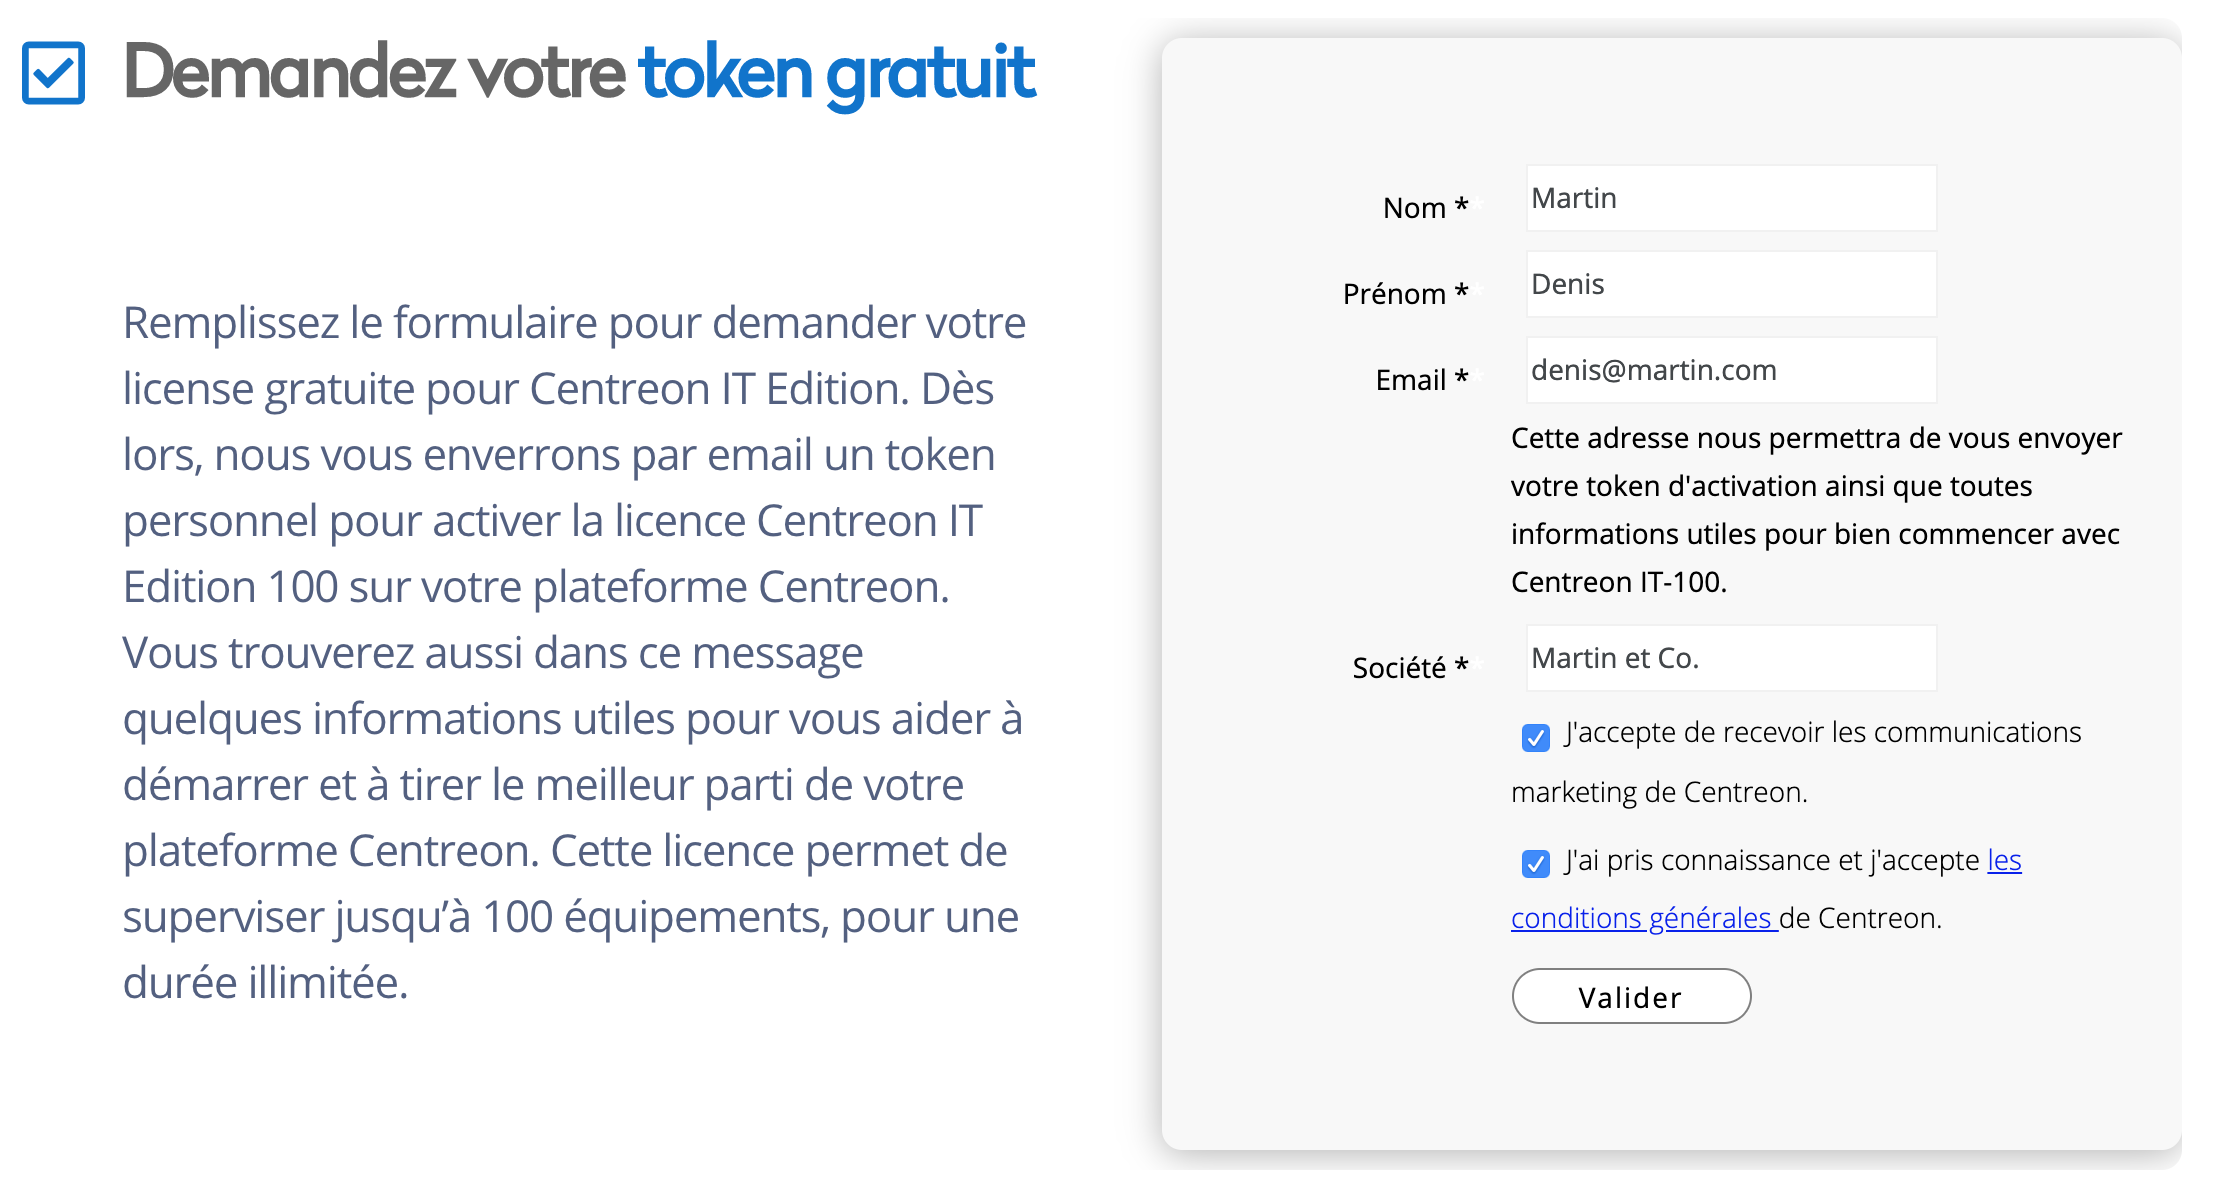 Demandez votre token gratuit
Remplissez le formulaire pour demander votre
license gratuite pour Centreon IT Edition. Dès
lors, nous vous enverrons par email un token
personnel pour activer la licence Centreon IT
Edition 100 sur votre plateforme Centreon.
Vous trouverez aussi dans ce message
quelques informations utiles pour vous aider à
démarrer et à tirer le meilleur parti de votre
plateforme Centreon. Cette licence permet de
superviser jusqu’à 100 équipements, pour une
durée illimitée.
Nom ** Martin
Prénom ** Denis
Email ** denis@martin.com
Cette adresse nous permettra de vous envoyer
votre token d'activation ainsi que toutes
informations utiles pour bien commencer avec
Centreon IT-100.
Société ** Martin et Co.
J'accepte de recevoir les communications
marketing de Centreon.
J'ai pris connaissance et j'accepte les
conditions générales de Centreon.
Valider